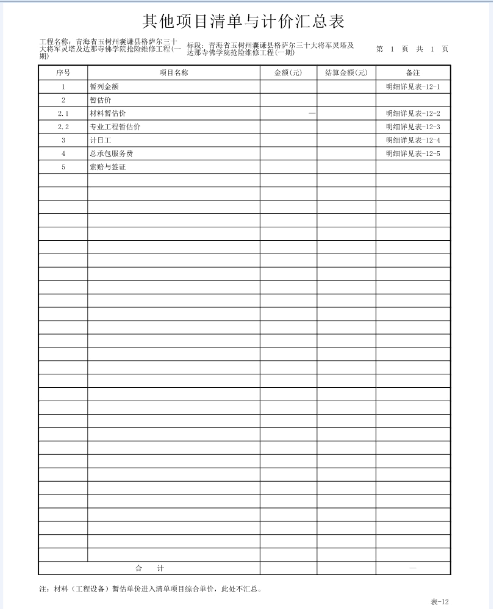 其他项目清单与计价汇总表
工程名称：青海省玉树州囊谦县格萨尔三十
大将军灵塔及达那寺佛学院抢险维修工程(一
期)
标段：青海省玉树州囊谦县格萨尔三十大将军灵塔及
达那寺佛学院抢险维修工程(一期)
第 1 页 共 1 页
序号 项目名称 金额(元) 结算金额(元) 备注
1 暂列金额 明细详见表-12-1
2 暂估价
2.1 材料暂估价 — 明细详见表-12-2
2.2 专业工程暂估价 明细详见表-12-3
3 计日工 明细详见表-12-4
4 总承包服务费 明细详见表-12-5
5 索赔与签证
合 计 —
注：材料（工程设备）暂估单价进入清单项目综合单价，此处不汇总。
表-12